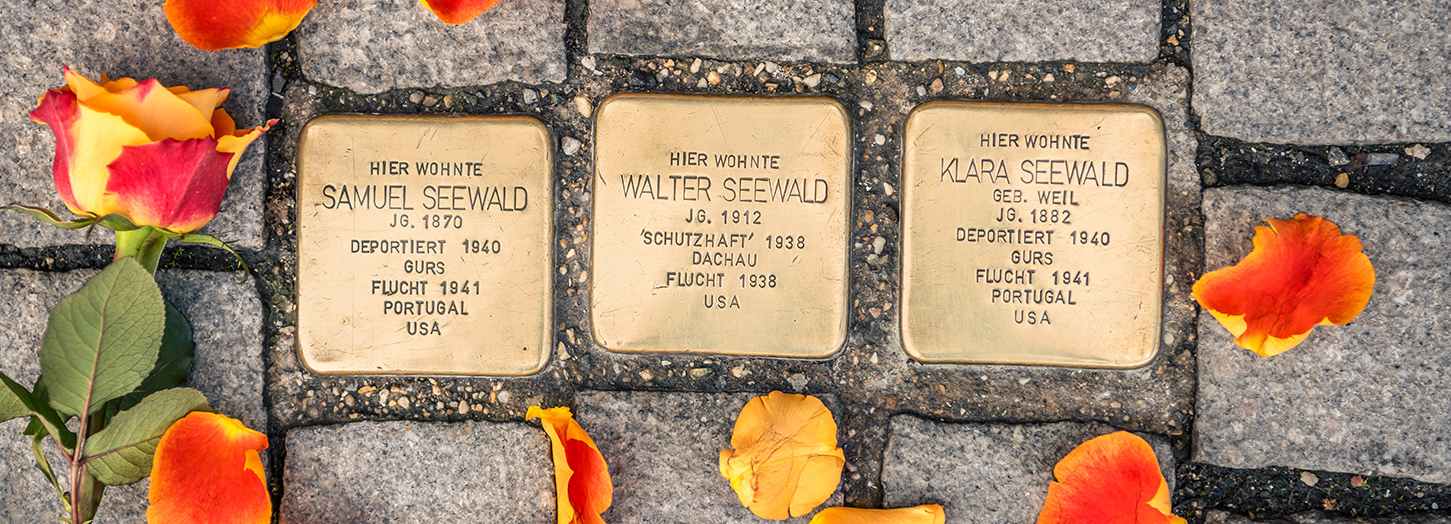 HIER WOHNTE
SAMUEL SEEWALD
JG. 1870
DEPORTIERT 1940
GURS
FLUCHT 1941
PORTUGAL
USA
HIER WOHNTE
WALTER SEEWALD
JG. 1912
'SCHUTZHAFT' 1938
DACHAU
FLUCHT 1938
USA
HIER WOHNTE
KLARA SEEWALD
GEB. WEIL
JG. 1882
DEPORTIERT 1940
GURS
FLUCHT 1941
PORTUGAL
USA